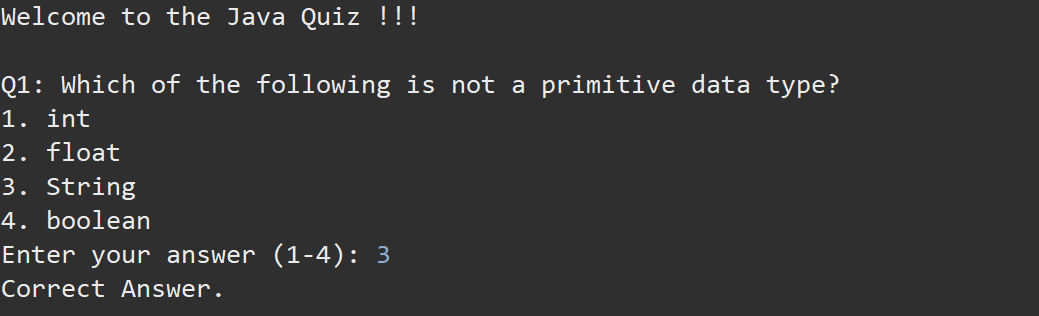 Welcome to the Java Quiz !!!
Q1: Which of the following is not a primitive data type?
1. int
2. float
3. String
4. boolean
Enter your answer (1-4): 3
Correct Answer.